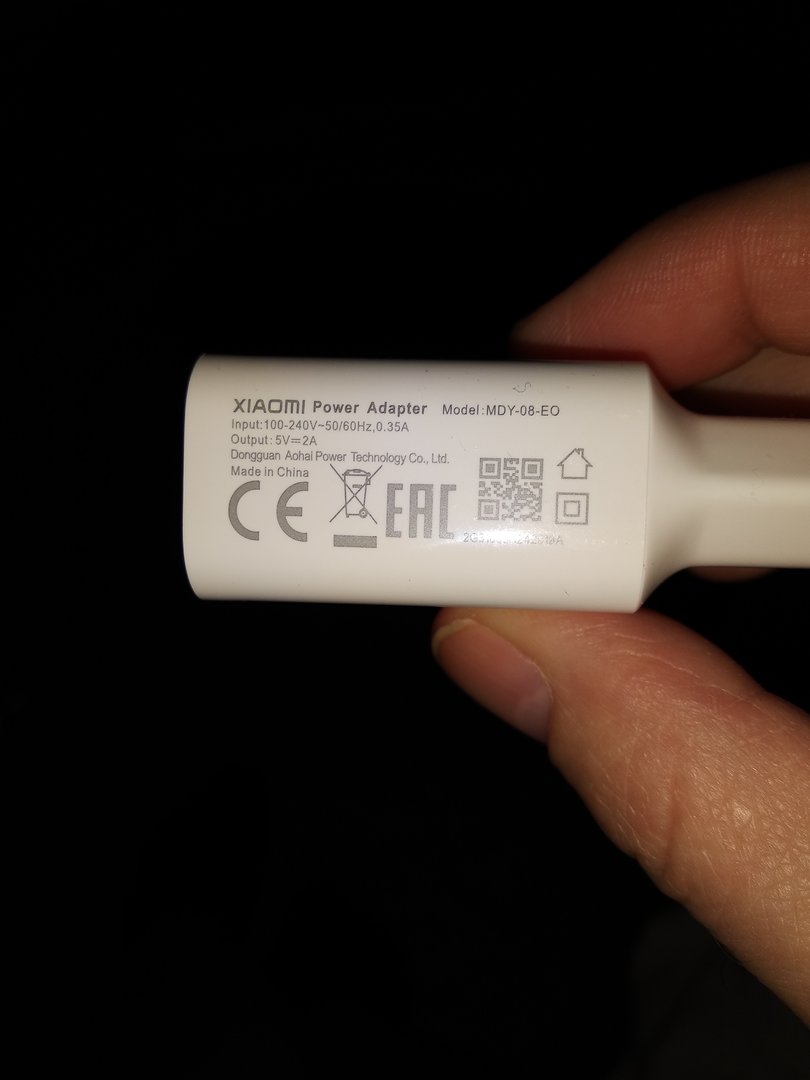 XIAOMI Power Adapter Model:MDY-08-EO
Input:100-240V~50/60Hz,0.35A
Output:5V⎓2A
Dongguan Aohai Power Technology Co., Ltd.
Made in China
CE EAC